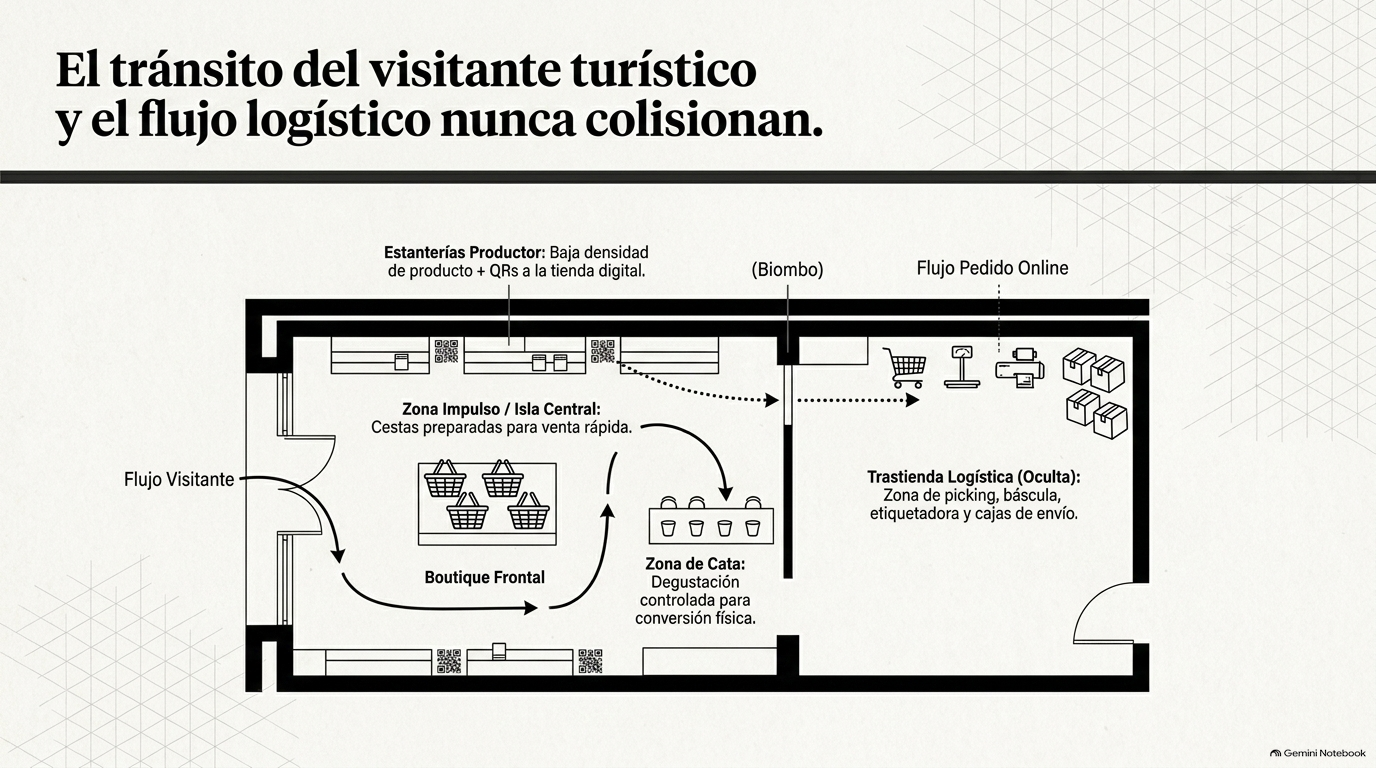 El tránsito del visitante turístico
y el flujo logístico nunca colisionan.
Estanterías Productor: Baja densidad
de producto + QRs a la tienda digital.
(Biombo)
Flujo Pedido Online
Zona Impulso / Isla Central:
Cestas preparadas para venta rápida.
Flujo Visitante
Trastienda Logística (Oculta):
Zona de picking, báscula,
etiquetadora y cajas de envío.
Boutique Frontal
Zona de Cata:
Degustación
controlada para
conversión física.
Gemini Notebook